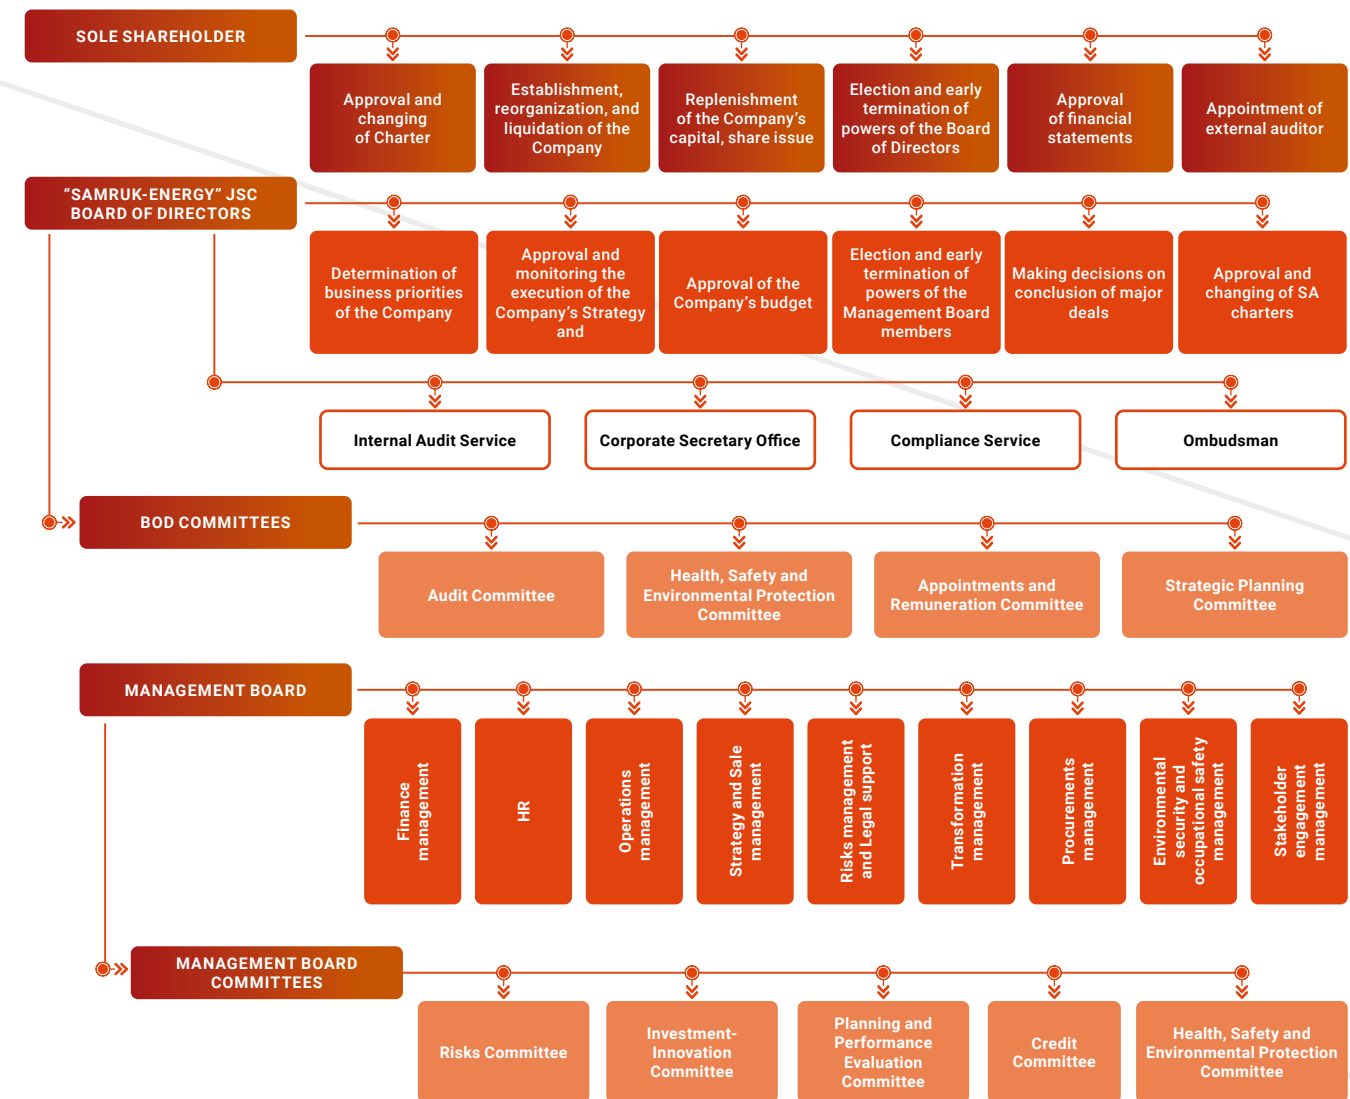 SOLE SHAREHOLDER
Approval and
changing
of Charter
Establishment,
reorganization, and
liquidation of the
Company
Replenishment
of the Company's
capital, share issue
Election and early
termination of
powers of the Board
of Directors
Approval
of financial
statements
Appointment of
external auditor
“SAMRUK-ENERGY” JSC
BOARD OF DIRECTORS
Determination of
business priorities
of the Company
Approval and
monitoring the
execution of the
Company's Strategy
and
Approval of the
Company's budget
Election and early
termination of
powers of the
Management Board
members
Making decisions on
conclusion of major
deals
Approval and
changing of SA
charters
Internal Audit Service
Corporate Secretary Office
Compliance Service
Ombudsman
BOD COMMITTEES
Audit Committee
Health, Safety and
Environmental Protection
Committee
Appointments and
Remuneration Committee
Strategic Planning
Committee
MANAGEMENT BOARD
Finance
management
HR
Operations
management
Strategy and Sale
management
Risks management
and Legal support
Transformation
management
Procurements
management
Environmental
security and
occupational safety
management
Stakeholder
engagement
management
MANAGEMENT BOARD
COMMITTEES
Risks Committee
Investment-
Innovation
Committee
Planning and
Performance
Evaluation
Committee
Credit
Committee
Health, Safety and
Environmental Protection
Committee